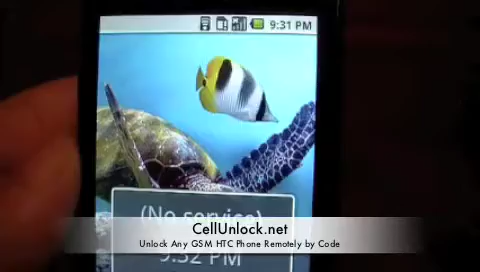 9:31 PM
(No service)
CellUnlock.net
Unlock Any GSM HTC Phone Remotely by Code
9:32 PM